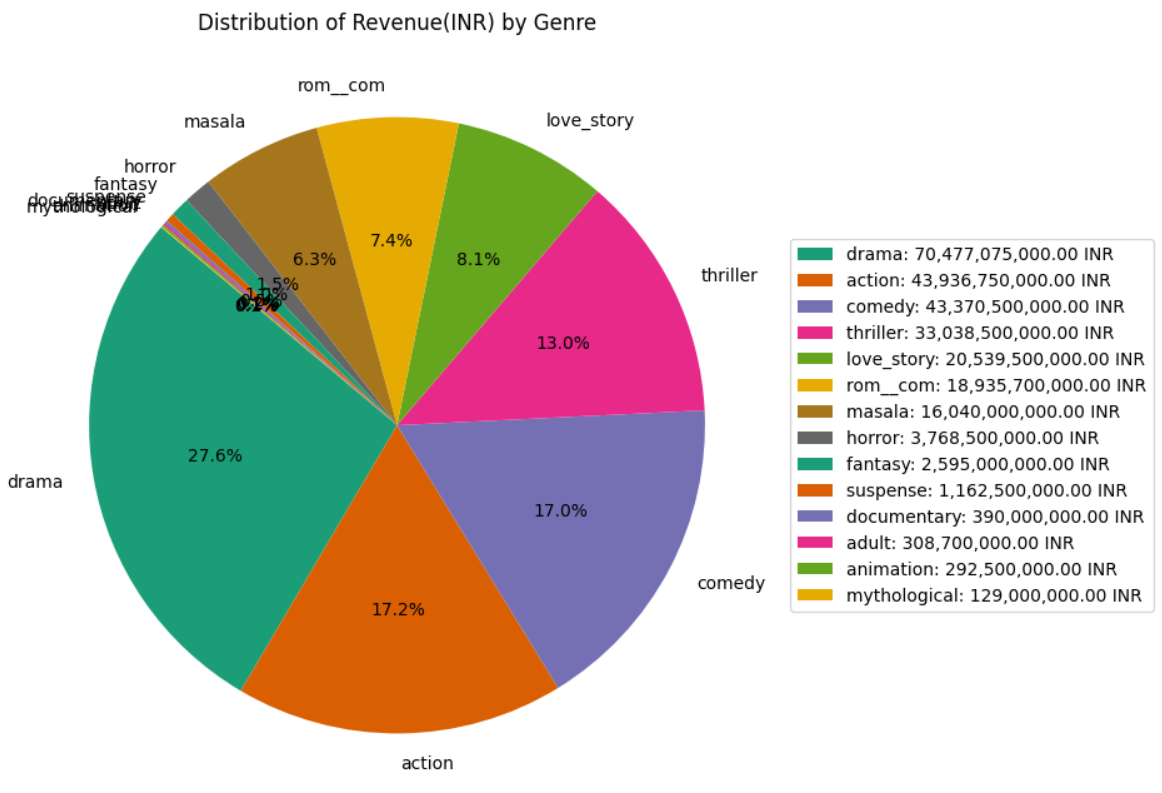 Distribution of Revenue(INR) by Genre
rom__com
masala
love_story
horror
fantasy
suspense
documentary
mythological
thriller
drama
comedy
action
6.3%
7.4%
8.1%
1.5%
1.0%
13.0%
27.6%
17.0%
17.2%
drama: 70,477,075,000.00 INR
action: 43,936,750,000.00 INR
comedy: 43,370,500,000.00 INR
thriller: 33,038,500,000.00 INR
love_story: 20,539,500,000.00 INR
rom__com: 18,935,700,000.00 INR
masala: 16,040,000,000.00 INR
horror: 3,768,500,000.00 INR
fantasy: 2,595,000,000.00 INR
suspense: 1,162,500,000.00 INR
documentary: 390,000,000.00 INR
adult: 308,700,000.00 INR
animation: 292,500,000.00 INR
mythological: 129,000,000.00 INR